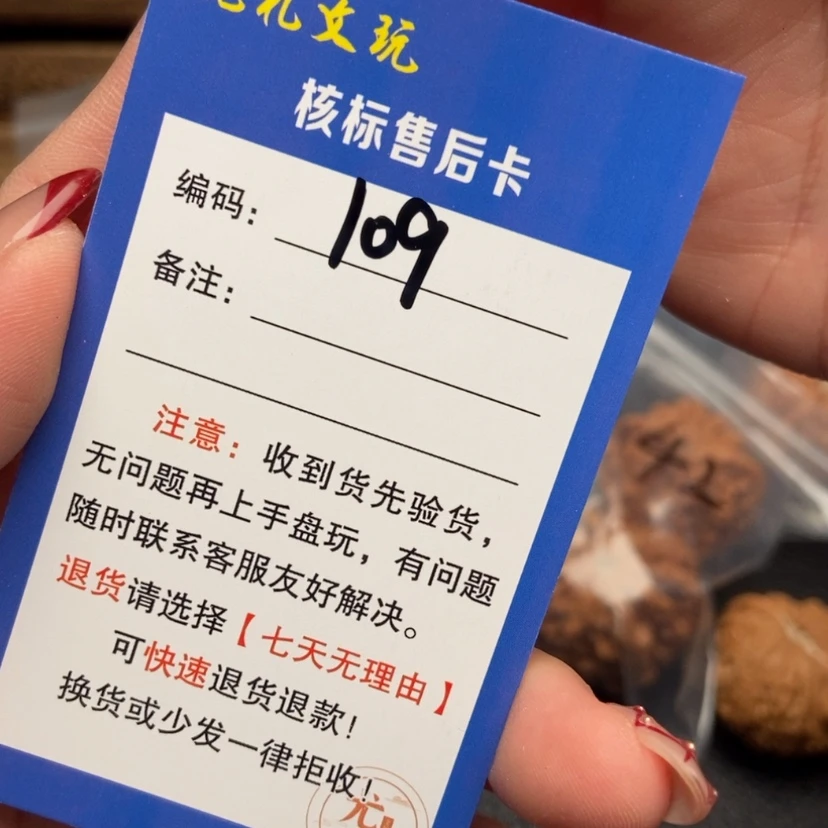 礼文玩
核标售后卡
编码：109
备注：
注意：收到货先验货，
无问题再上手盘玩，有问题
随时联系客服友好解决。
退货请选择【七天无理由】
可快速退货退款！
换货或少发一律拒收！